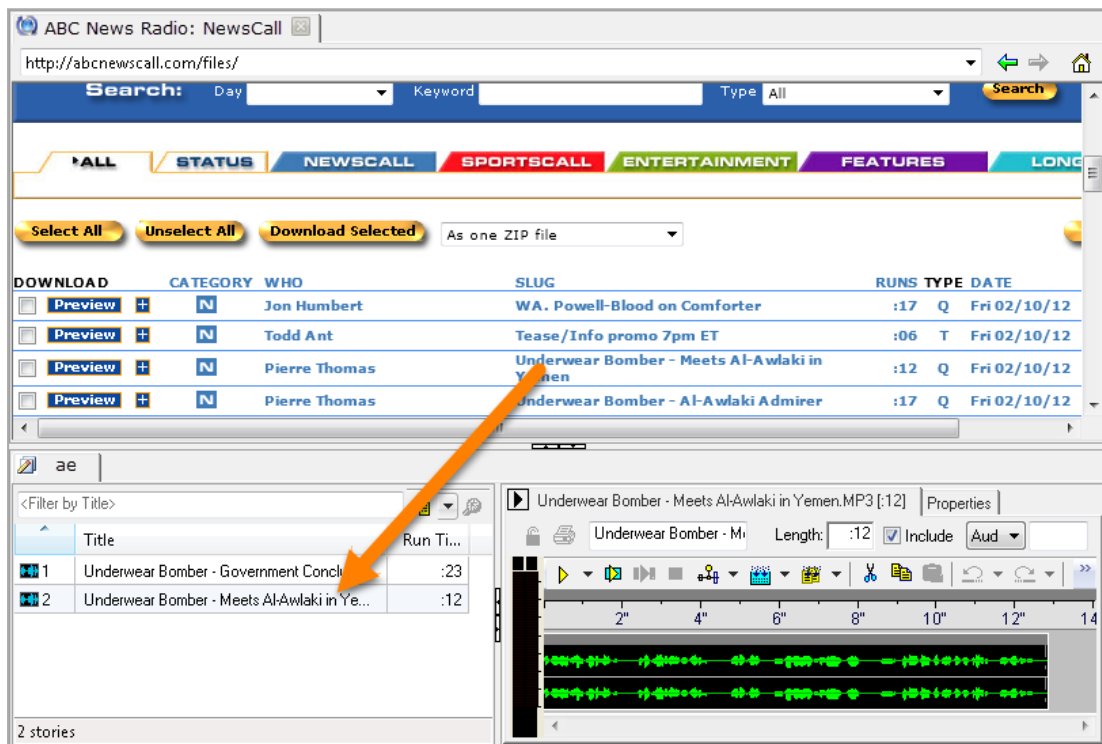 ABC News Radio: NewsCall
http://abcnewscall.com/files/
Search: Day Keyword Type All Search
ALL STATUS NEWSCALL SPORTSCALL ENTERTAINMENT FEATURES LONG
Select All Unselect All Download Selected As one ZIP file
DOWNLOAD CATEGORY WHO SLUG RUNS TYPE DATE
Preview + N Jon Humbert WA. Powell-Blood on Comforter :17 Q Fri 02/10/12
Preview + N Todd Ant Tease/Info promo 7pm ET :06 T Fri 02/10/12
Preview + N Pierre Thomas Underwear Bomber - Meets Al-Awlaki in :12 Q Fri 02/10/12
Yemen
Preview + N Pierre Thomas Underwear Bomber - Al-Awlaki Admirer :17 Q Fri 02/10/12
ae
<Filter by Title>
Title Run Ti...
1 Underwear Bomber - Government Conclu :23
2 Underwear Bomber - Meets Al-Awlaki in Ye... :12
2 stories
Underwear Bomber - Meets Al-Awlaki in Yemen.MP3 [:12] Properties
Underwear Bomber - M Length: :12 Include Aud
2" 4" 6" 8" 10" 12" 14